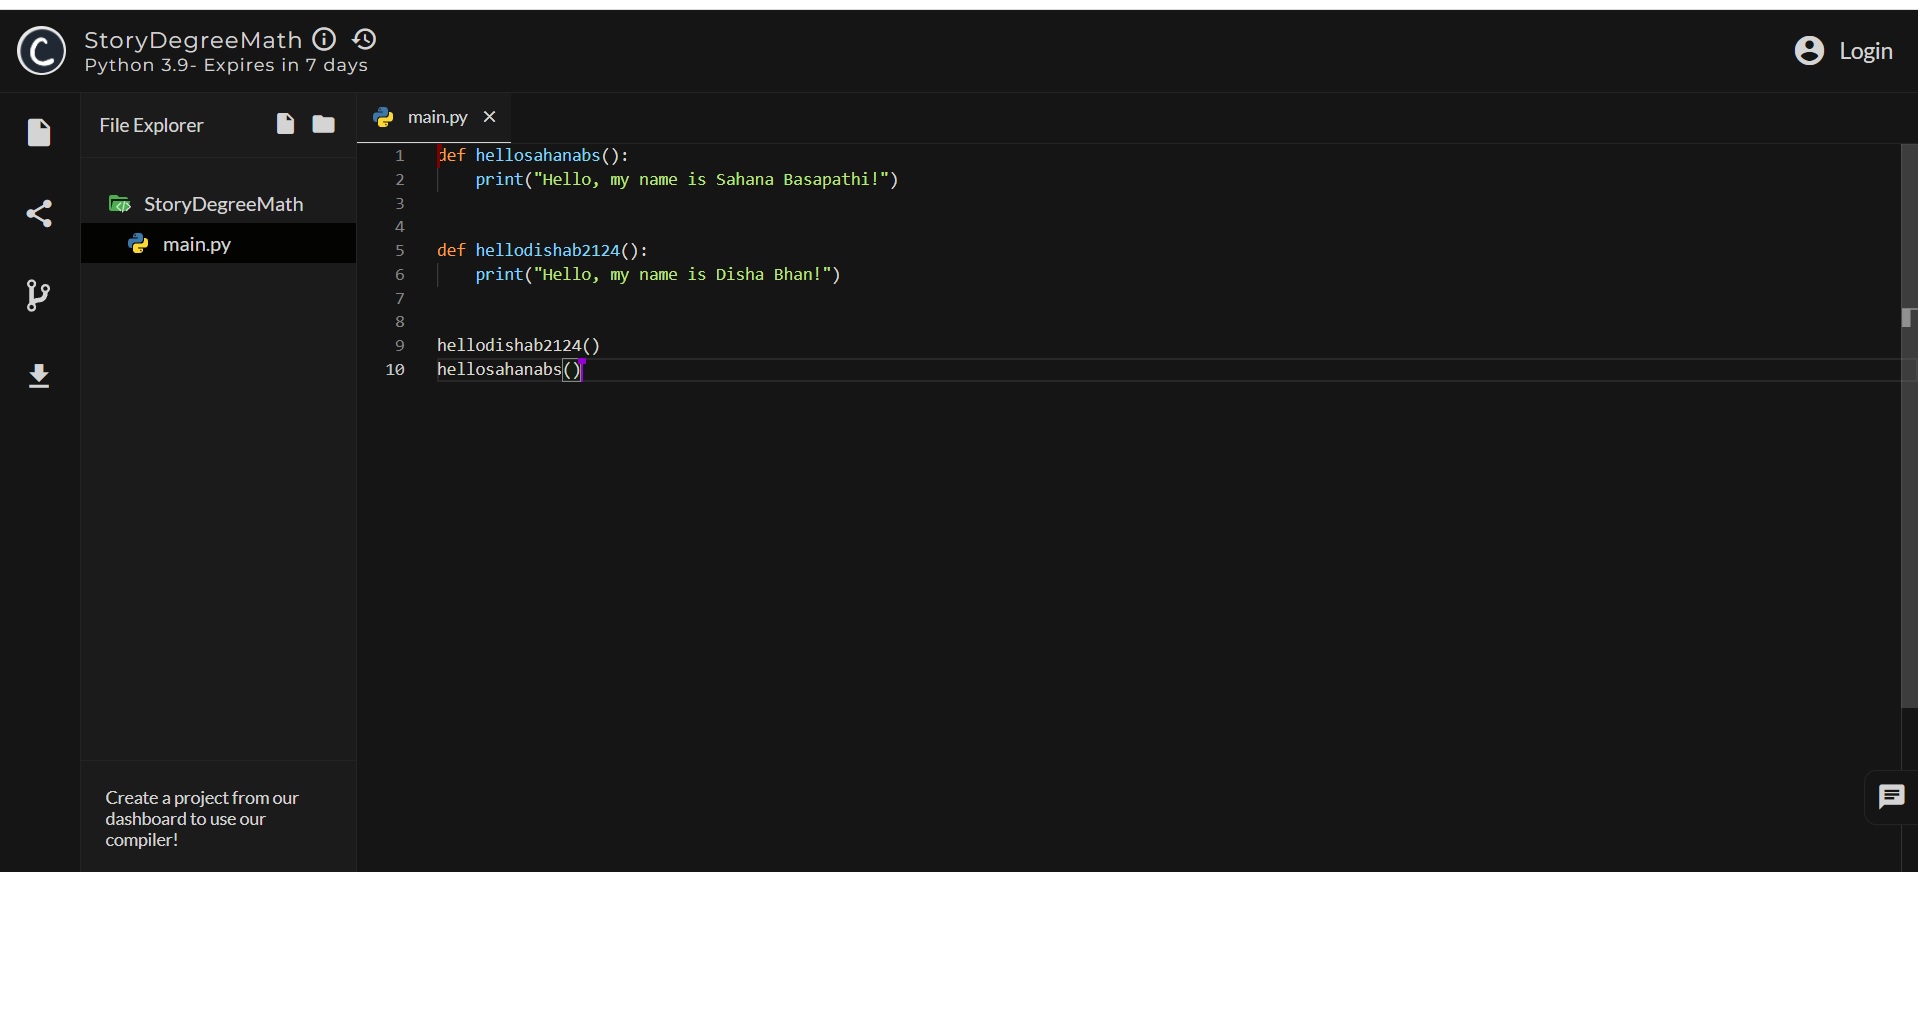 C
StoryDegreeMath
Python 3.9- Expires in 7 days
Login
File Explorer
StoryDegreeMath
main.py
Create a project from our
dashboard to use our
compiler!
main.py
1 def hellosahanabs():
2     print("Hello, my name is Sahana Basapathi!")
3
4
5 def hellodishab2124():
6     print("Hello, my name is Disha Bhan!")
7
8
9 hellodishab2124()
10 hellosahanabs()